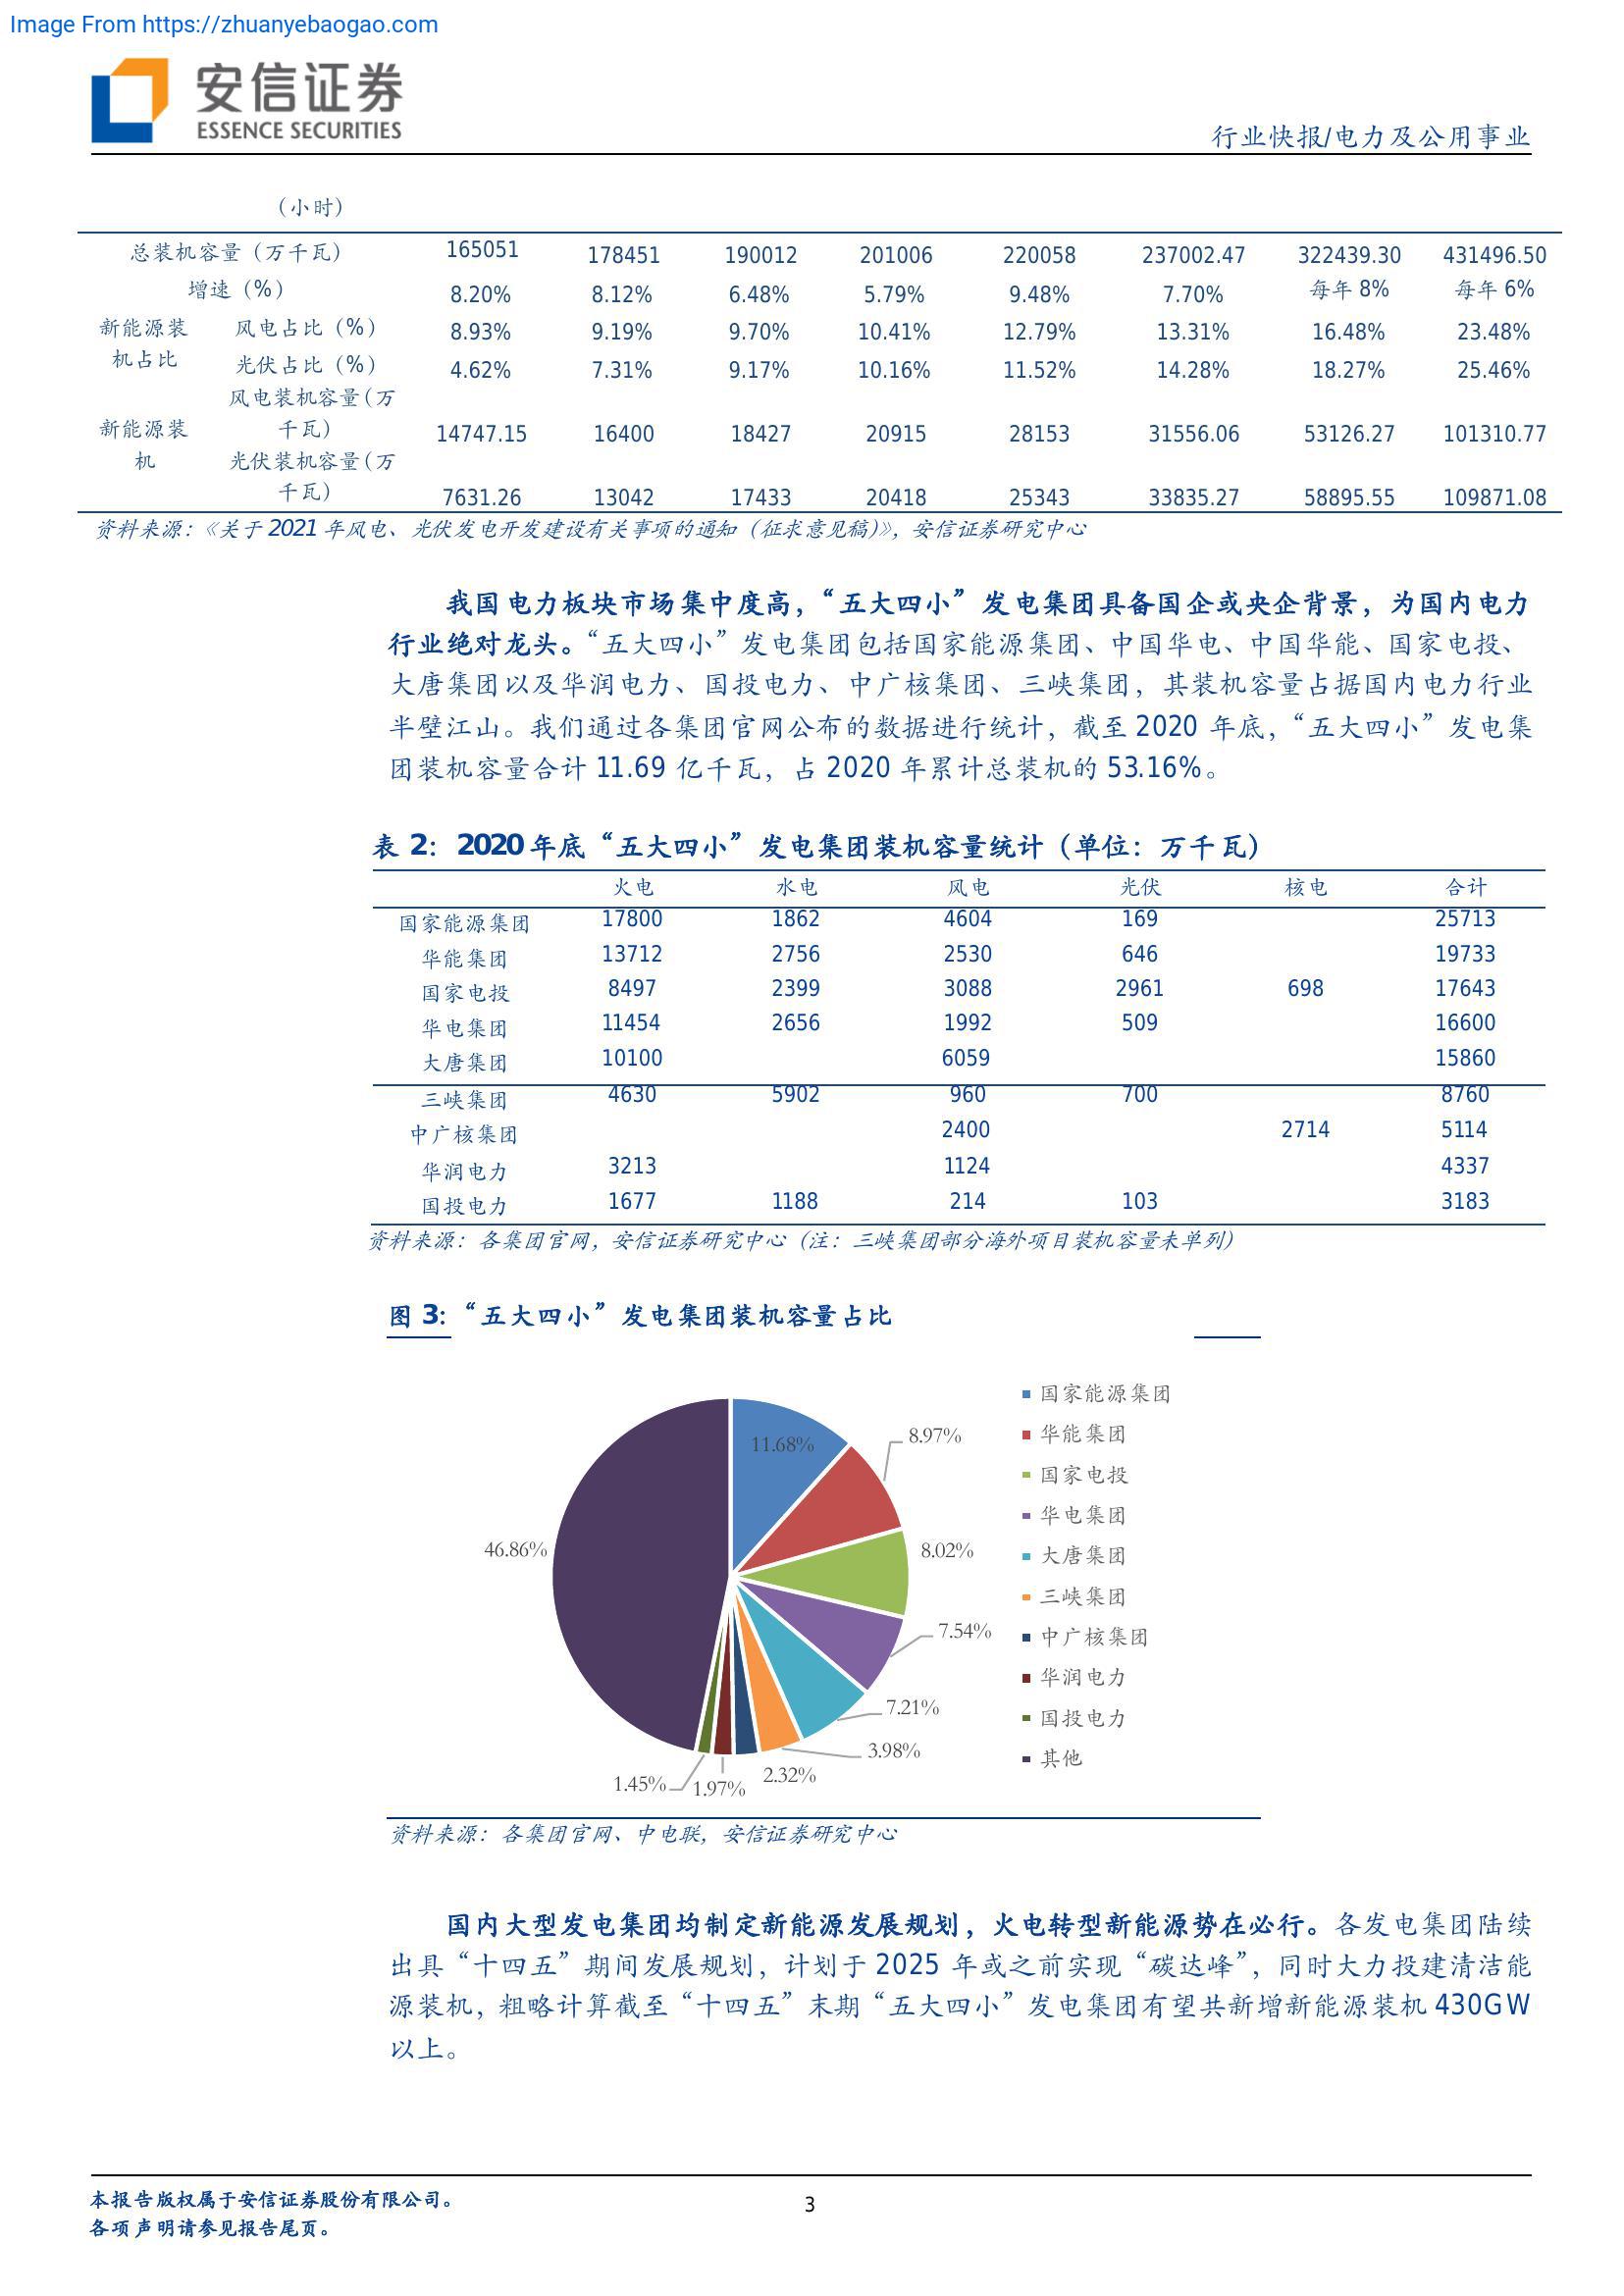 Image From https://zhuanyebaogao.com
安信证券
ESSENCE SECURITIES
行业快报/电力及公用事业
（小时）
总装机容量（万千瓦） 165051 178451 190012 201006 220058 237002.47 322439.30 431496.50
增速（%） 8.20% 8.12% 6.48% 5.79% 9.48% 7.70% 每年 8% 每年 6%
新能源装 风电占比（%） 8.93% 9.19% 9.70% 10.41% 12.79% 13.31% 16.48% 23.48%
机占比 光伏占比（%） 4.62% 7.31% 9.17% 10.16% 11.52% 14.28% 18.27% 25.46%
风电装机容量（万
新能源装 千瓦） 14747.15 16400 18427 20915 28153 31556.06 53126.27 101310.77
机 光伏装机容量（万
千瓦） 7631.26 13042 17433 20418 25343 33835.27 58895.55 109871.08
资料来源：《关于 2021 年风电、光伏发电开发建设有关事项的通知（征求意见稿）》，安信证券研究中心
我国电力板块市场集中度高，“五大四小”发电集团具备国企或央企背景，为国内电力
行业绝对龙头。“五大四小”发电集团包括国家能源集团、中国华电、中国华能、国家电投、
大唐集团以及华润电力、国投电力、中广核集团、三峡集团，其装机容量占据国内电力行业
半壁江山。我们通过各集团官网公布的数据进行统计，截至 2020 年底，“五大四小”发电集
团装机容量合计 11.69 亿千瓦，占 2020 年累计总装机的 53.16%。
表 2：2020 年底“五大四小”发电集团装机容量统计（单位：万千瓦）
火电 水电 风电 光伏 核电 合计
国家能源集团 17800 1862 4604 169 25713
华能集团 13712 2756 2530 646 19733
国家电投 8497 2399 3088 2961 698 17643
华电集团 11454 2656 1992 509 16600
大唐集团 10100 6059 15860
三峡集团 4630 5902 960 700 8760
中广核集团 2400 2714 5114
华润电力 3213 1124 4337
国投电力 1677 1188 214 103 3183
资料来源：各集团官网，安信证券研究中心（注：三峡集团部分海外项目装机容量未单列）
图 3：“五大四小”发电集团装机容量占比
11.68%
8.97%
8.02%
7.54%
7.21%
3.98%
2.32%
1.97%
1.45%
46.86%
国家能源集团
华能集团
国家电投
华电集团
大唐集团
三峡集团
中广核集团
华润电力
国投电力
其他
资料来源：各集团官网、中电联，安信证券研究中心
国内大型发电集团均制定新能源发展规划，火电转型新能源势在必行。各发电集团陆续
出具“十四五”期间发展规划，计划于 2025 年或之前实现“碳达峰”，同时大力投建清洁能
源装机，粗略计算截至“十四五”末期“五大四小”发电集团有望共新增新能源装机 430GW
以上。
本报告版权属于安信证券股份有限公司。
各项声明请参见报告尾页。
3